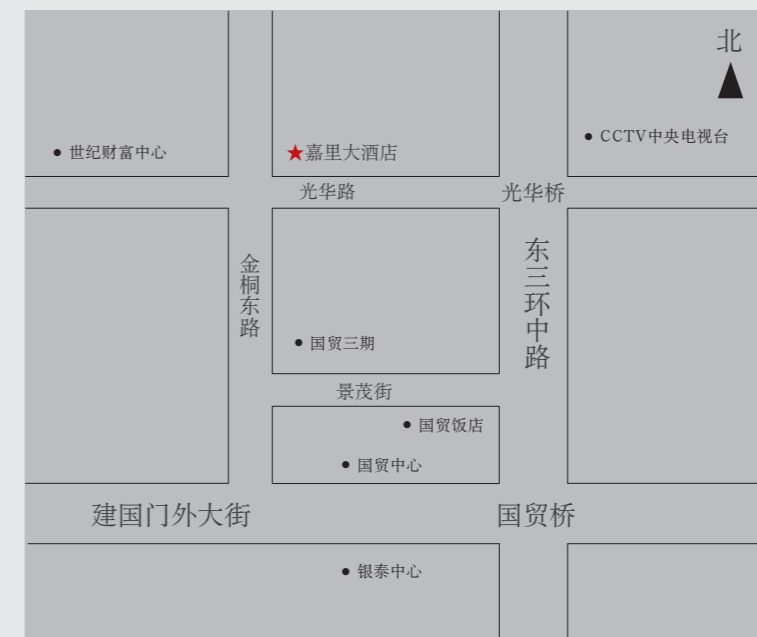 北
CCTV中央电视台
世纪财富中心
嘉里大酒店
光华路
光华桥
金桐东路
东三环中路
国贸三期
景茂街
国贸饭店
国贸中心
建国门外大街
国贸桥
银泰中心